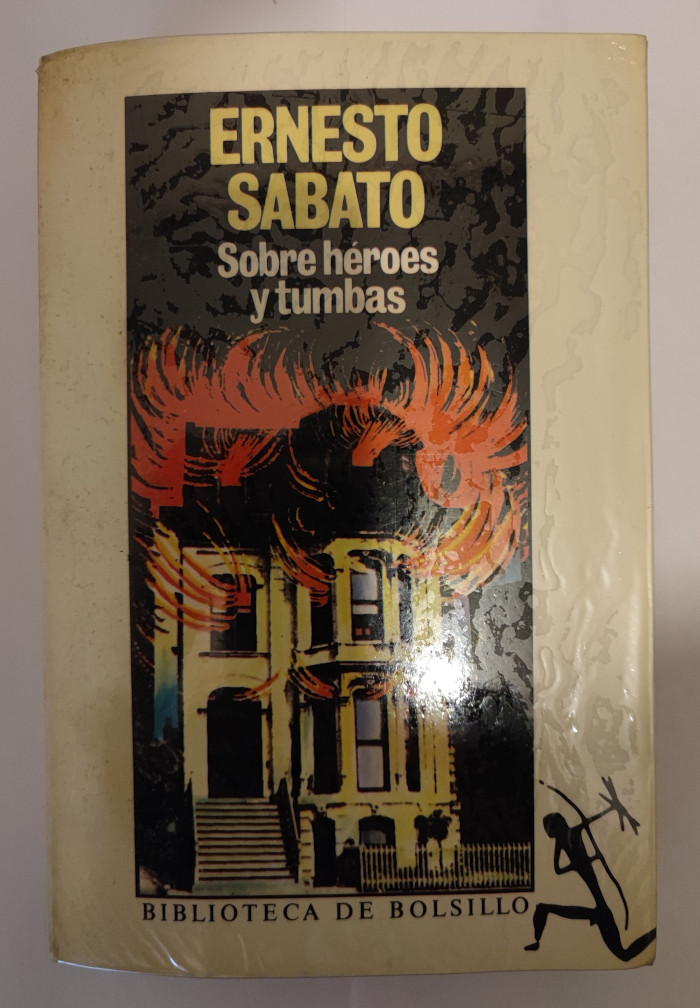 ERNESTO
SABATO
Sobre héroes
y tumbas
BIBLIOTECA DE BOLSILLO